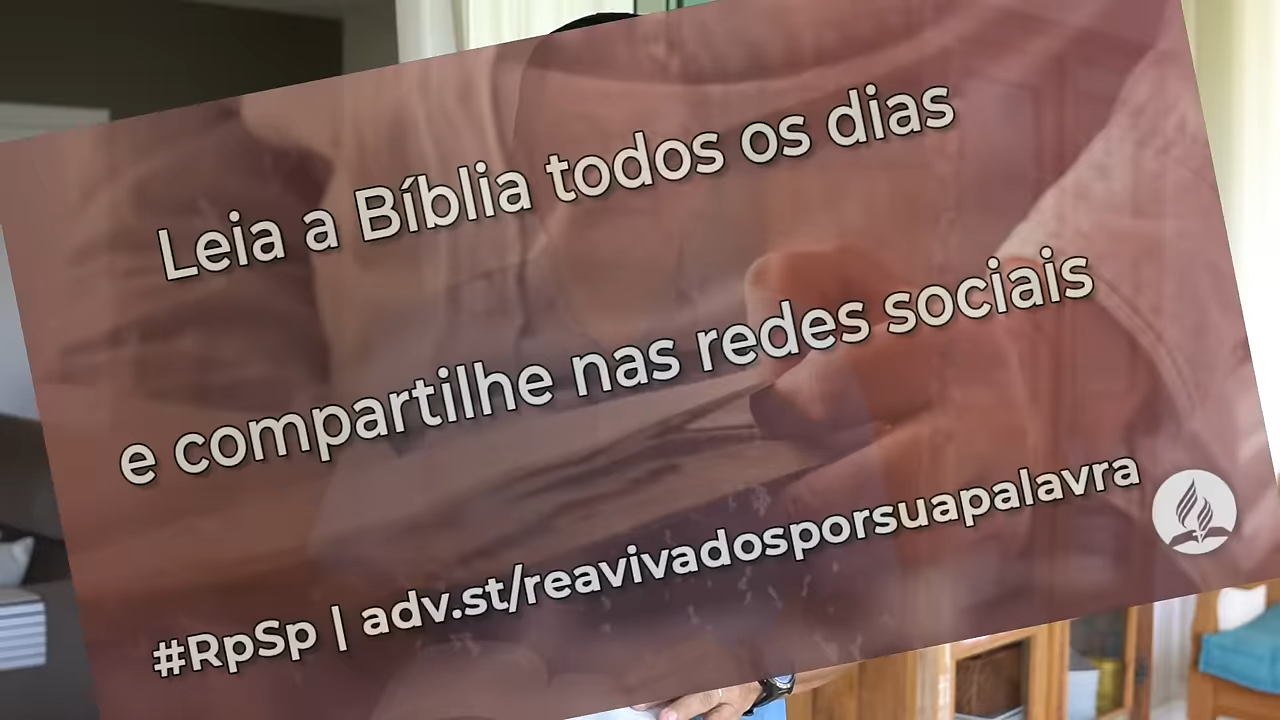 Leia a Bíblia todos os dias
e compartilhe nas redes sociais
#RpSp | adv.st/reavivadosporsuapalavra